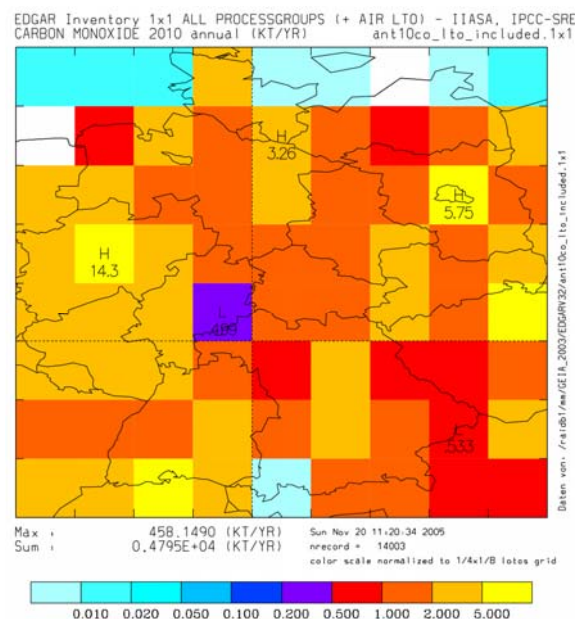 EDGAR Inventory 1x1 ALL PROCESSGROUPS (+ AIR LTO) - IIASA, IPCC-SRE
CARBON MONOXIDE 2010 annual (KT/YR) ant10co_lto_included.1x1
H
3.26
H
5.75
H
14.3
L
.533
Daten von: /raidb1/mm/GEIA_2003/EDGARV32/ant10co_lto_included.1x1
Max : 458.1490 (KT/YR) Sun Nov 20 11:20:34 2005
Sum : 0.4795E+04 (KT/YR) nrecord = 14003
color scale normalized to 1/4x1/8 lotos grid
0.010 0.020 0.050 0.100 0.200 0.500 1.000 2.000 5.000